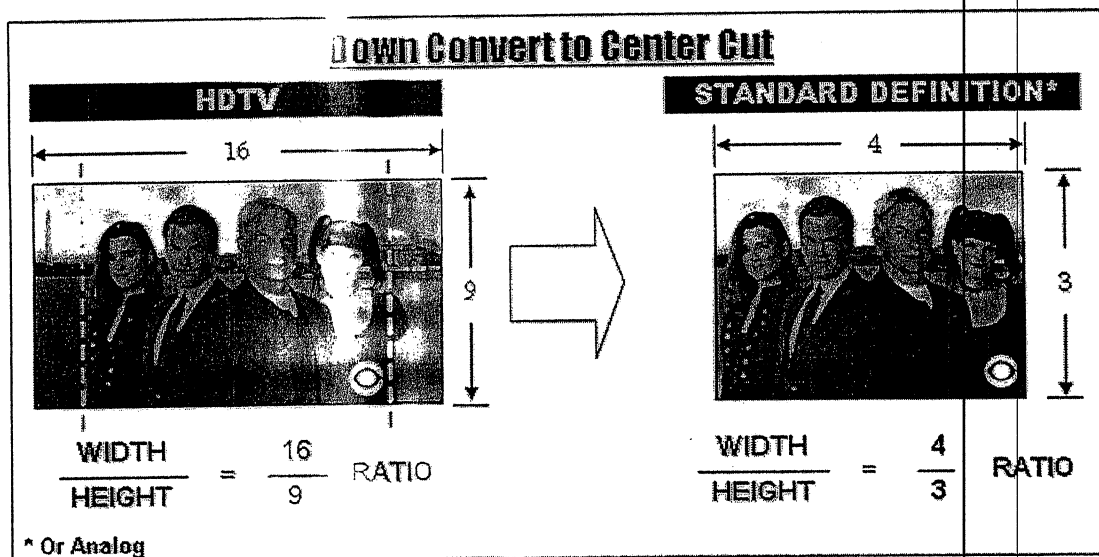 Down Convert to Center Cut
HDTV
16
9
WIDTH
HEIGHT
=
16
9
RATIO
STANDARD DEFINITION*
4
3
WIDTH
HEIGHT
=
4
3
RATIO
* Or Analog